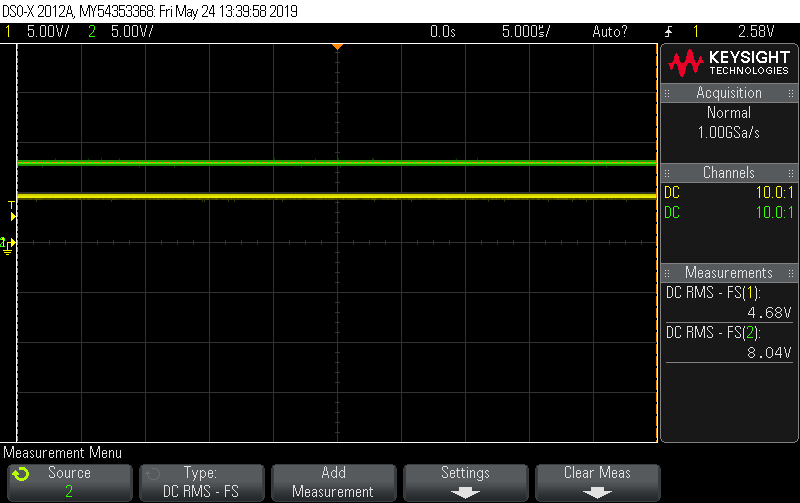 DSO-X 2012A, MY54353368: Fri May 24 13:39:58 2019
1 5.00V/ 2 5.00V/ 0.0s 5.000s/ Auto? 1 2.58V
KEYSIGHT
TECHNOLOGIES
Acquisition
Normal
1.00GSa/s
Channels
DC 10.0:1
DC 10.0:1
Measurements
DC RMS - FS(1):
4.68V
DC RMS - FS(2):
8.04V
T
2
Measurement Menu
Source
2
Type:
DC RMS - FS
Add
Measurement
Settings
Clear Meas